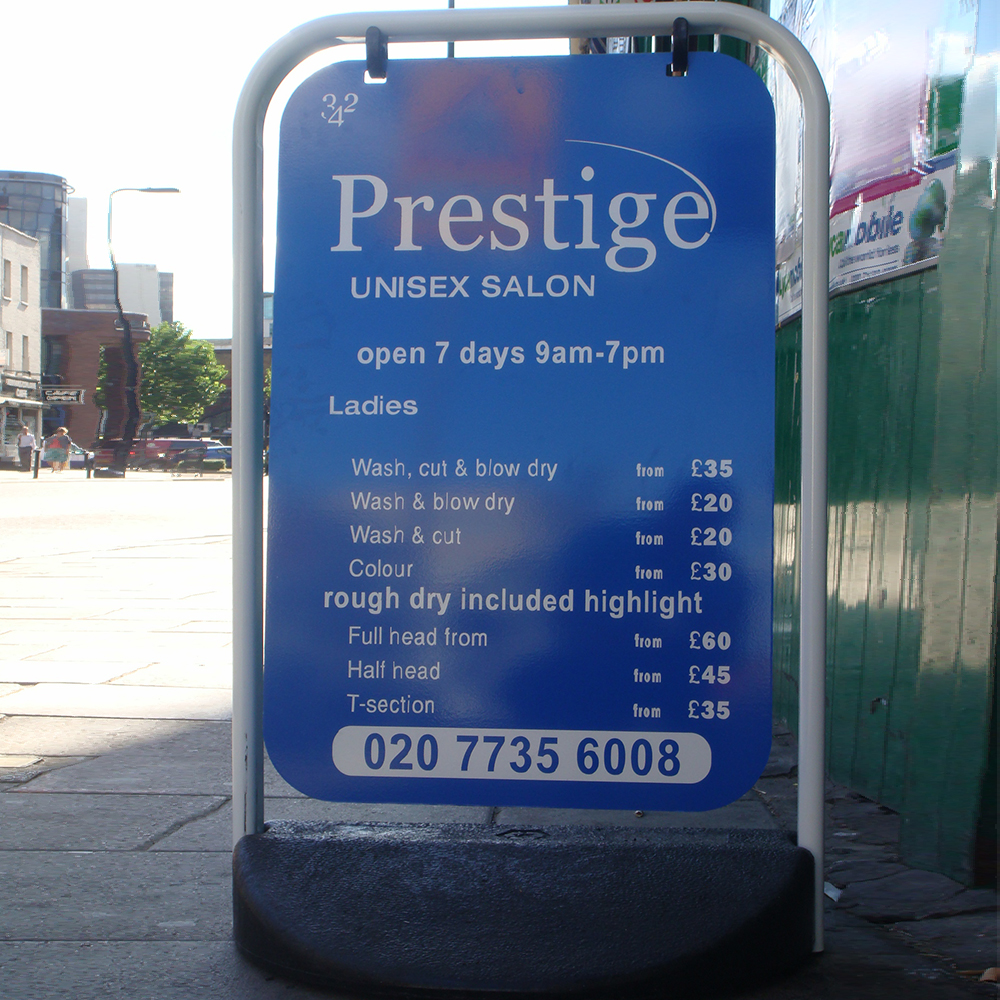 342
Prestige
UNISEX SALON
open 7 days 9am-7pm
Ladies
Wash, cut & blow dry from £35
Wash & blow dry from £20
Wash & cut from £20
Colour from £30
rough dry included highlight
Full head from from £60
Half head from £45
T-section from £35
020 7735 6008